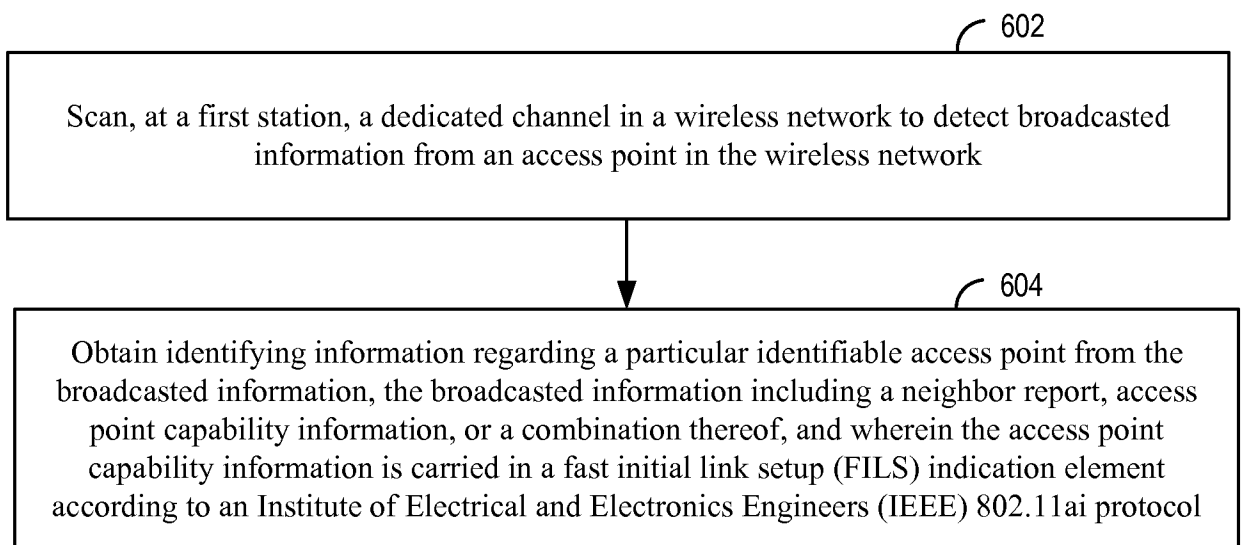 602
Scan, at a first station, a dedicated channel in a wireless network to detect broadcasted
information from an access point in the wireless network
604
Obtain identifying information regarding a particular identifiable access point from the
broadcasted information, the broadcasted information including a neighbor report, access
point capability information, or a combination thereof, and wherein the access point
capability information is carried in a fast initial link setup (FILS) indication element
according to an Institute of Electrical and Electronics Engineers (IEEE) 802.11ai protocol